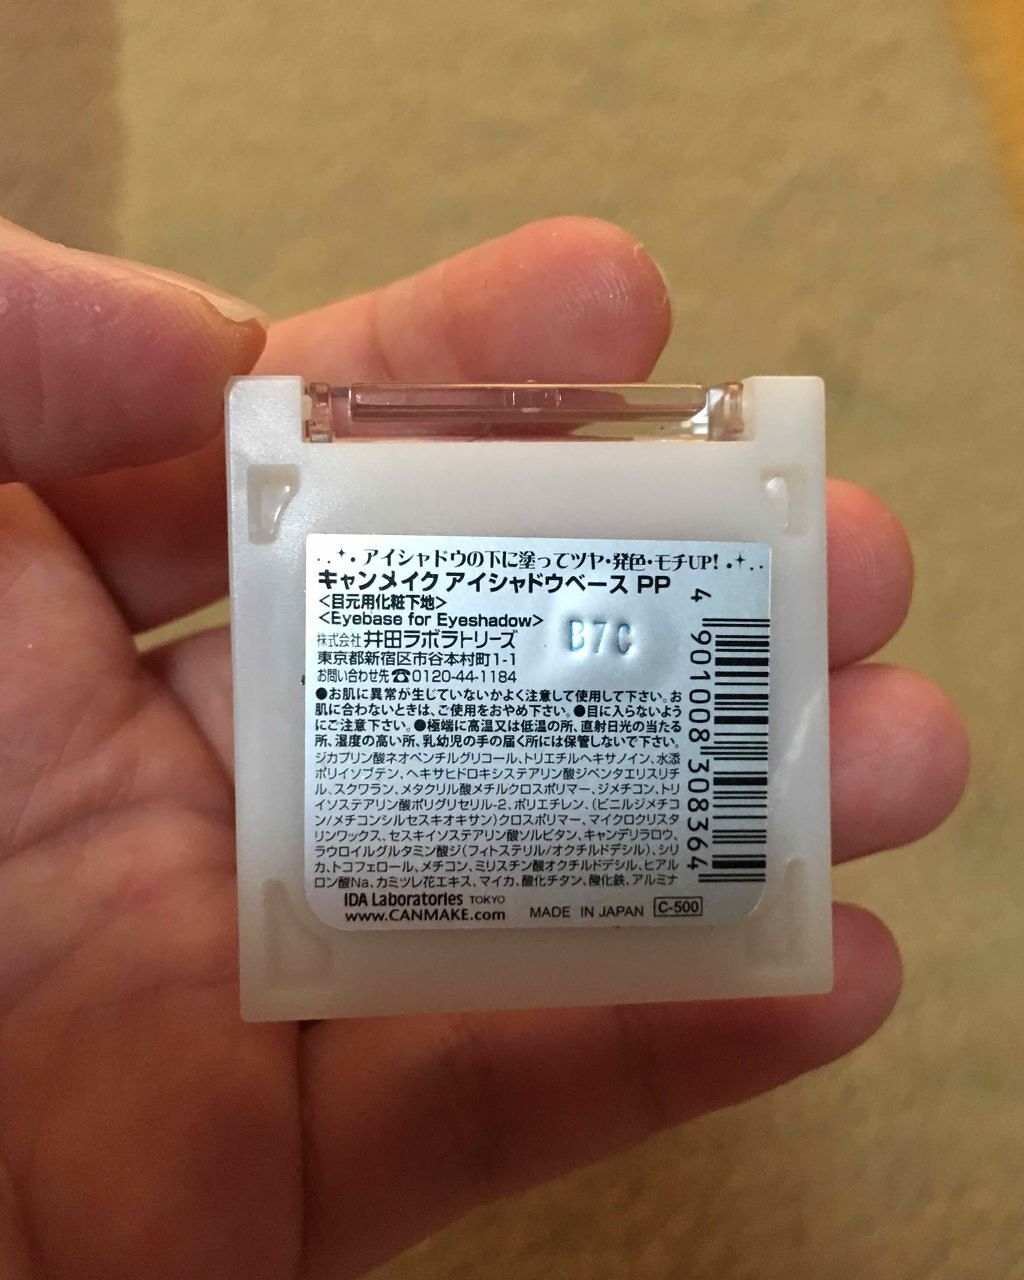 アイシャドウの下に塗ってツヤ・発色・モチUP!
キャンメイク アイシャドウベース PP
<目元用化粧下地>
<Eyebase for Eyeshadow>
株式会社 井田ラボラトリーズ
東京都新宿区市谷本村町1-1
お問い合わせ先☎0120-44-1184
B7C
●お肌に異常が生じていないかよく注意して使用して下さい。お
肌に合わないときは、ご使用をおやめ下さい。●目に入らないよう
にご注意下さい。●極端に高温又は低温の所、直射日光の当たる
所、湿度の高い所、乳幼児の手の届く所には保管しないで下さい。
ジカプリン酸ネオペンチルグリコール、トリエチルヘキサノイン、水添
ポリイソブテン、ヘキサヒドロキシステアリン酸ジペンタエリスリチ
ル、スクワラン、メタクリル酸メチルクロスポリマー、ジメチコン、トリ
イソステアリン酸ポリグリセリル-2、ポリエチレン、(ビニルジメチコ
ン/メチコンシルセスキオキサン)クロスポリマー、マイクロクリスタ
リンワックス、セスキイソステアリン酸ソルビタン、キャンデリラロウ、
ラウロイルグルタミン酸ジ(フィトステリル/オクチルドデシル)、シリ
カ、トコフェロール、メチコン、ミリスチン酸オクチルドデシル、ヒアル
ロン酸Na、カミツレ花エキス、マイカ、酸化チタン、酸化鉄、アルミナ
IDA Laboratories TOKYO
www.CANMAKE.com MADE IN JAPAN C-500
4 901008 308364